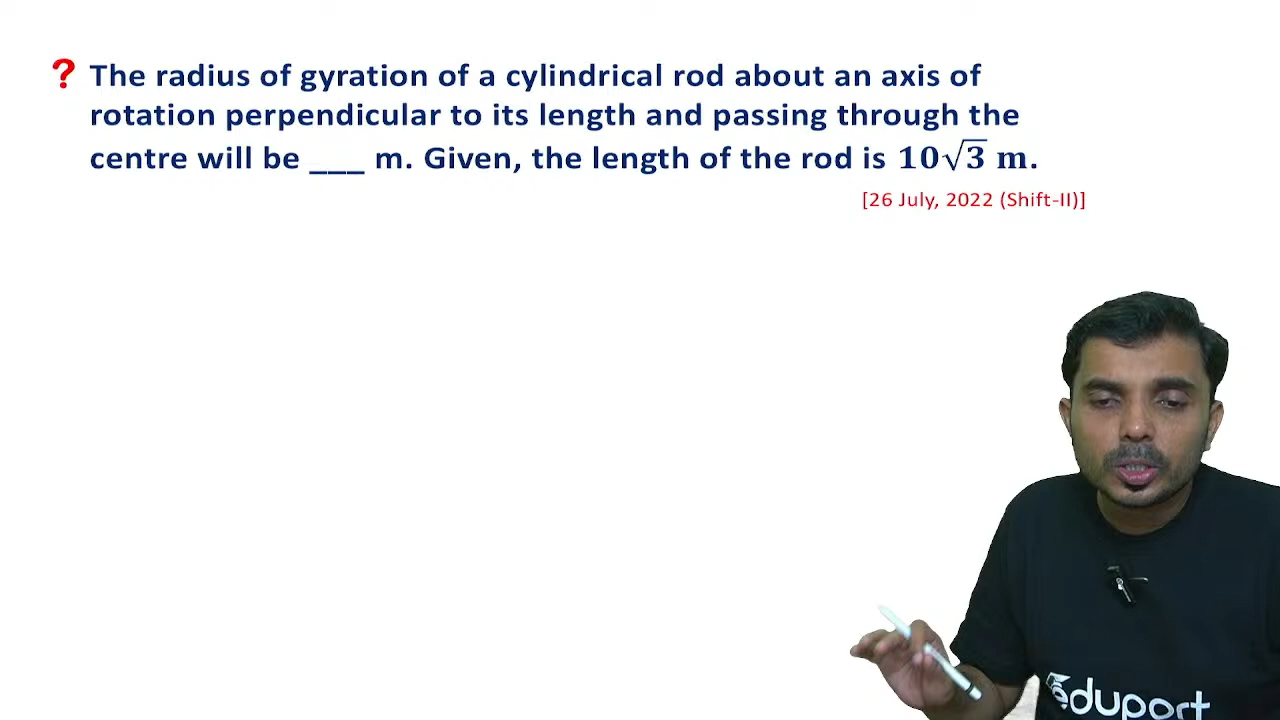 ? The radius of gyration of a cylindrical rod about an axis of
rotation perpendicular to its length and passing through the
centre will be ___ m. Given, the length of the rod is 10√3 m.
[26 July, 2022 (Shift-II)]
eduport